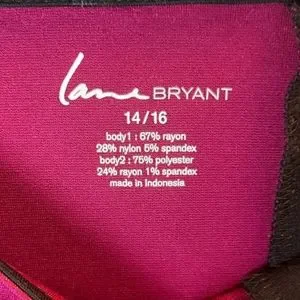 Lane BRYANT
14/16
body1 : 67% rayon
28% nylon 5% spandex
body2 : 75% polyester
24% rayon 1% spandex
made in Indonesia